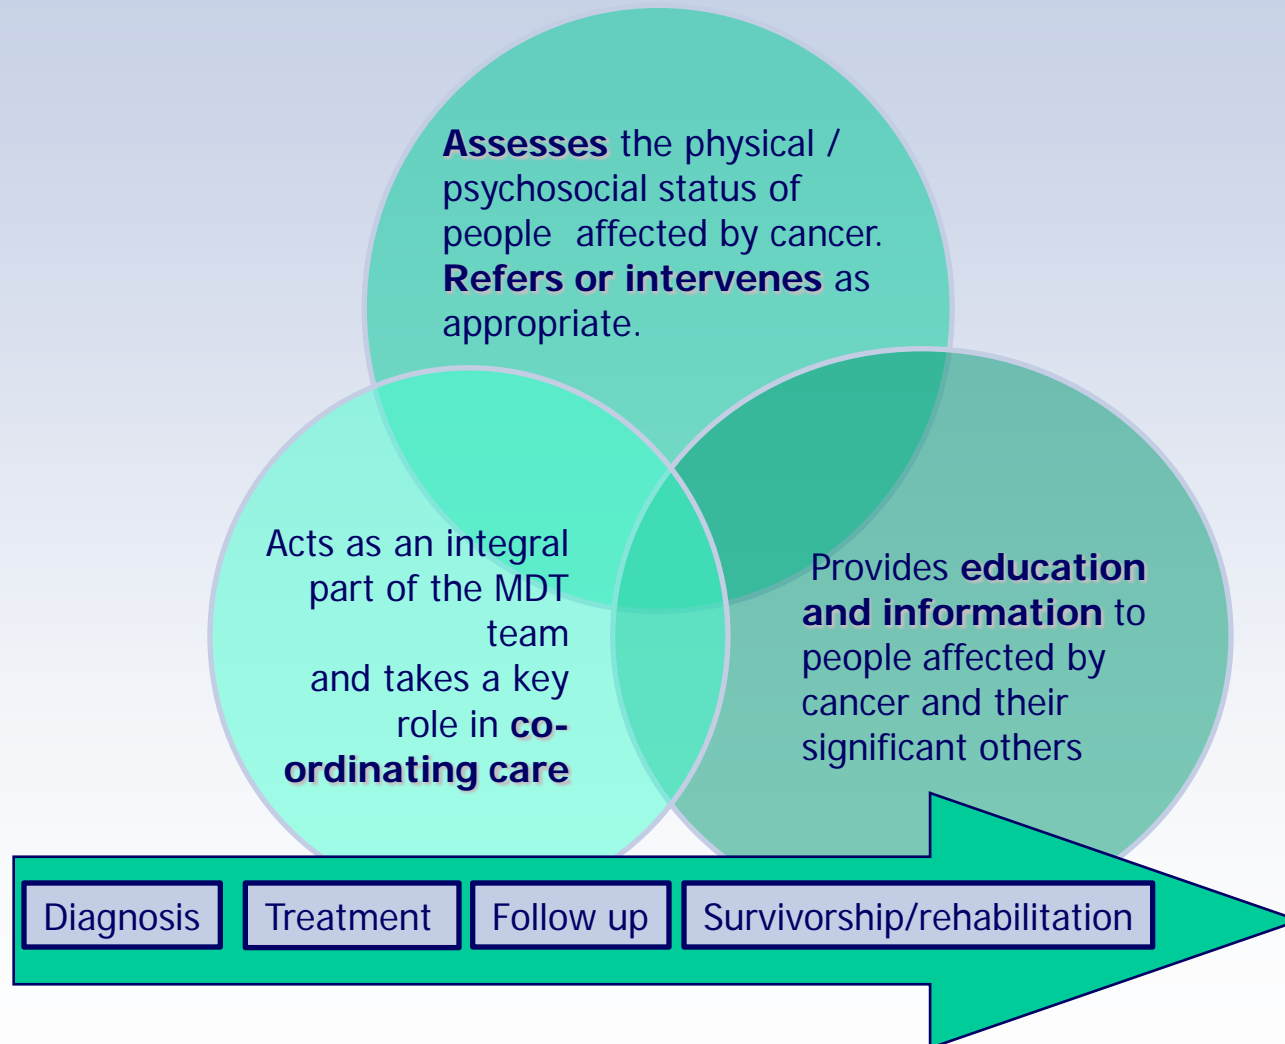 Assesses the physical /
psychosocial status of
people affected by cancer.
Refers or intervenes as
appropriate.
Acts as an integral
part of the MDT
team
and takes a key
role in co-
ordinating care
Provides education
and information to
people affected by
cancer and their
significant others
Diagnosis
Treatment
Follow up
Survivorship/rehabilitation